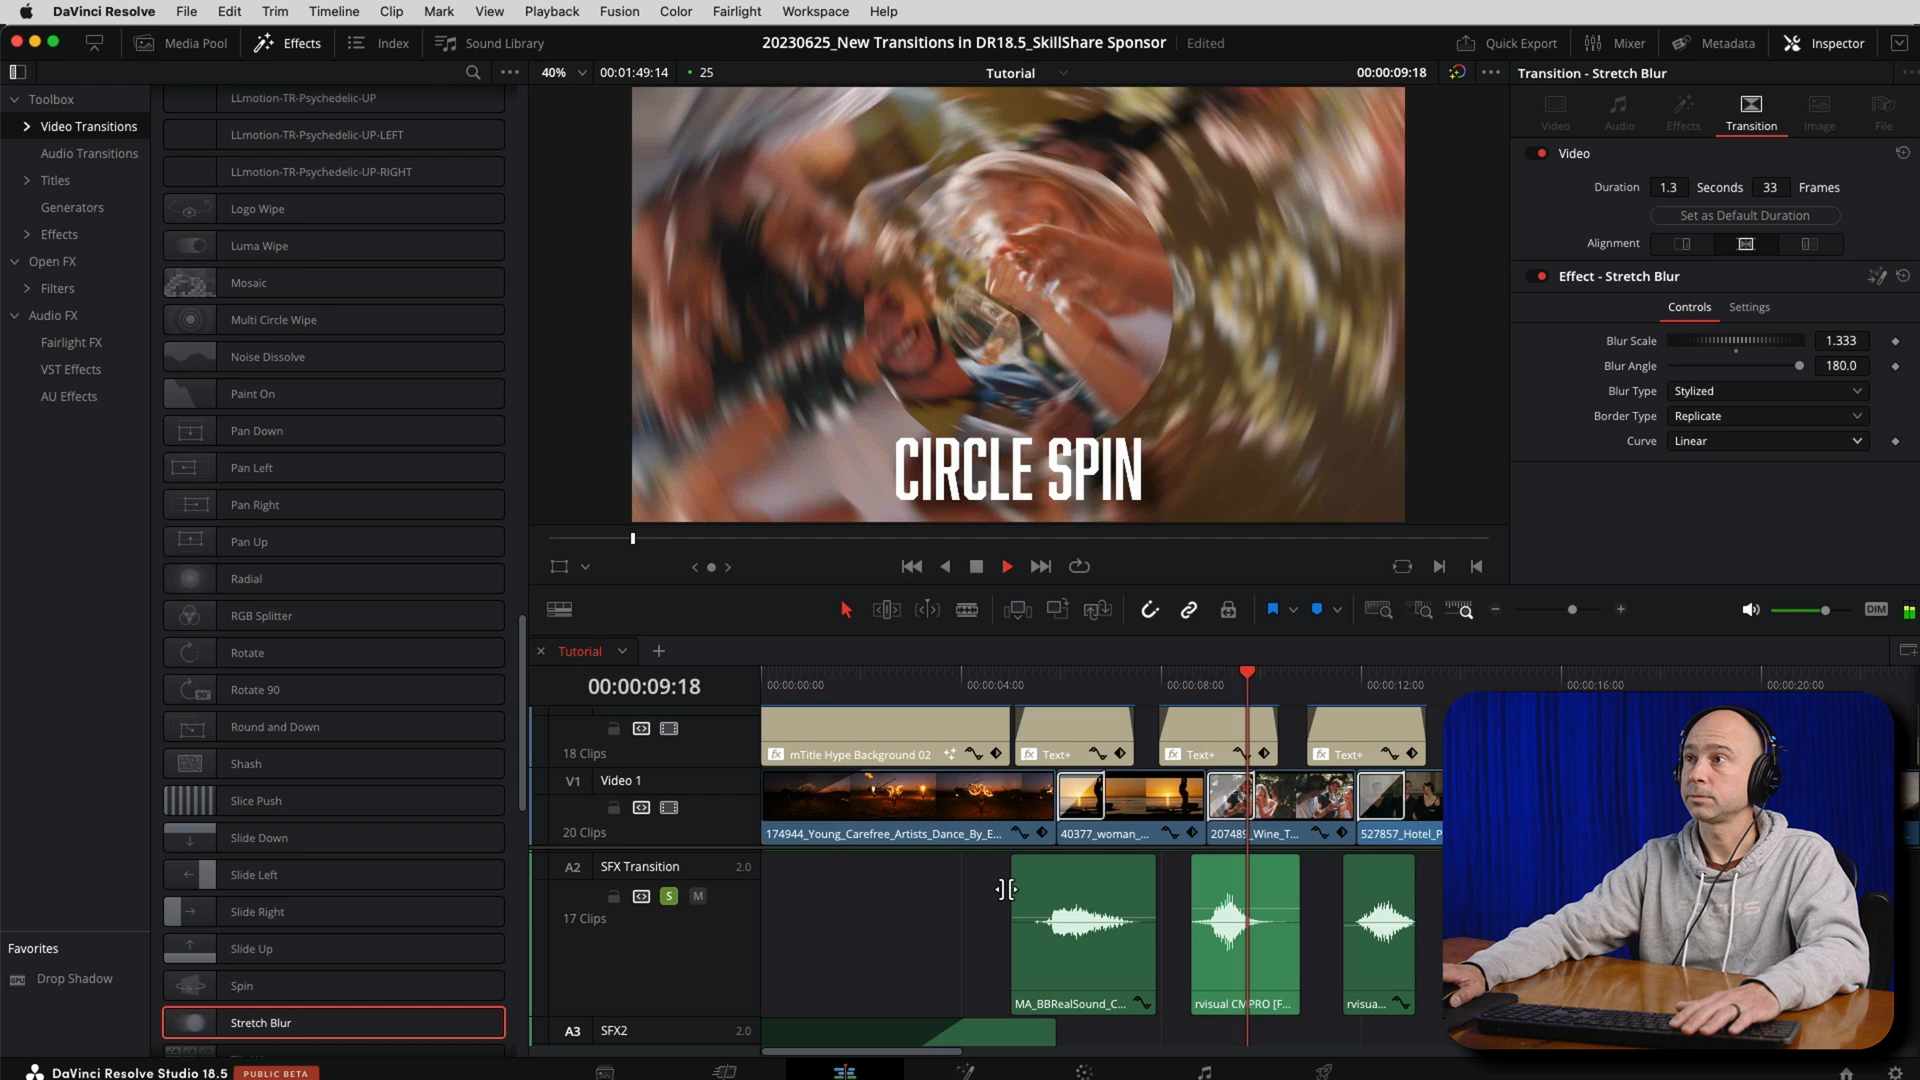 DaVinci Resolve File Edit Trim Timeline Clip Mark View Playback Fusion Color Fairlight Workspace Help
Media Pool Effects Index Sound Library 20230625_New Transitions in DR18.5_SkillShare Sponsor Edited Quick Export Mixer Metadata Inspector
40% 00:01:49:14 25 Tutorial 00:00:09:18 Transition - Stretch Blur
Toolbox
Video Transitions
Audio Transitions
Titles
Generators
Effects
Open FX
Filters
Audio FX
Fairlight FX
VST Effects
AU Effects
Favorites
Drop Shadow
LLmotion-TR-Psychedelic-UP
LLmotion-TR-Psychedelic-UP-LEFT
LLmotion-TR-Psychedelic-UP-RIGHT
Logo Wipe
Luma Wipe
Mosaic
Multi Circle Wipe
Noise Dissolve
Paint On
Pan Down
Pan Left
Pan Right
Pan Up
Radial
RGB Splitter
Rotate
Rotate 90
Round and Down
Shash
Slice Push
Slide Down
Slide Left
Slide Right
Slide Up
Spin
Stretch Blur
CIRCLE SPIN
Video Audio Effects Transition Image File
Video
Duration 1.3 Seconds 33 Frames
Set as Default Duration
Alignment
Effect - Stretch Blur
Controls Settings
Blur Scale 1.333
Blur Angle 180.0
Blur Type Stylized
Border Type Replicate
Curve Linear
DIM
Tutorial
00:00:09:18 00:00:00:00 00:00:04:00 00:00:08:00 00:00:12:00 00:00:16:00 00:00:20:00
18 Clips mTitle Hype Background 02 Text+ Text+ Text+
V1 Video 1
20 Clips 174944_Young_Carefree_Artists_Dance_By_E... 40377_woman_... 207489_Wine_T... 527857_Hotel_P
A2 SFX Transition 2.0
S M
17 Clips
MA_BBRealSound_C... rvisual CMPRO [F... rvisua...
A3 SFX2 2.0
DaVinci Resolve Studio 18.5 PUBLIC BETA